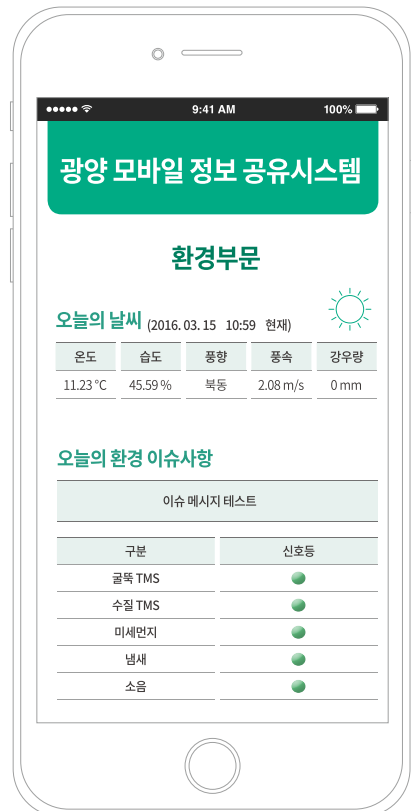 9:41 AM 100%
광양 모바일 정보 공유시스템
환경부문
오늘의 날씨 (2016. 03. 15 10:59 현재)
온도 습도 풍향 풍속 강우량
11.23 ℃ 45.59 % 북동 2.08 m/s 0 mm
오늘의 환경 이슈사항
이슈 메시지 테스트
구분 신호등
굴뚝 TMS
수질 TMS
미세먼지
냄새
소음